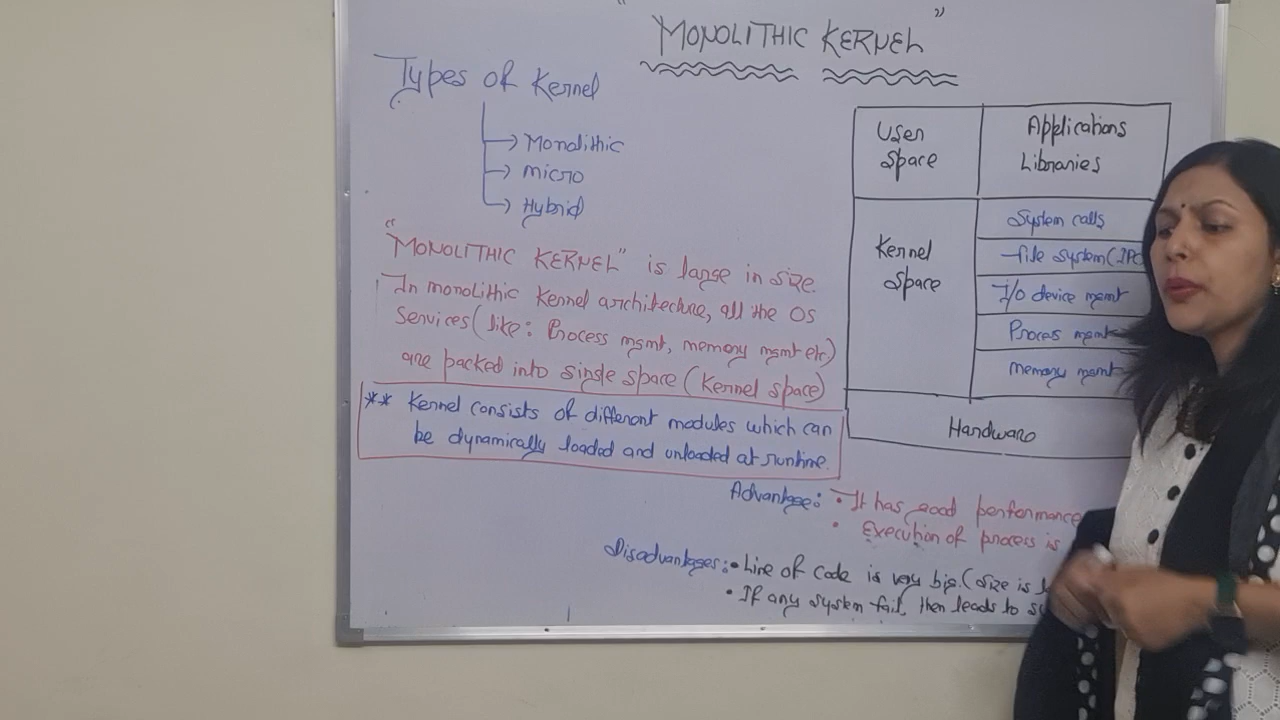 " MONOLITHIC KERNEL "
Types of Kernel
→ Monolithic
→ micro
→ Hybrid
"MONOLITHIC KERNEL" is large in size.
In monolithic Kernel architecture, all the OS
Services (like: Process mgmt, memory mgmt etc.)
are packed into single space (Kernel space)
** Kernel consists of different modules which can
be dynamically loaded and unloaded at runtime.
User
Space
Applications
Libraries
Kernel
Space
System calls
file system (IPC
I/O device mgmt
Process mgmt
memory mgmt
Hardware
Advantage: • It has good performance
• Execution of process is
Disadvantages: • Line of code is very big. (size is
• If any system fail, then leads to